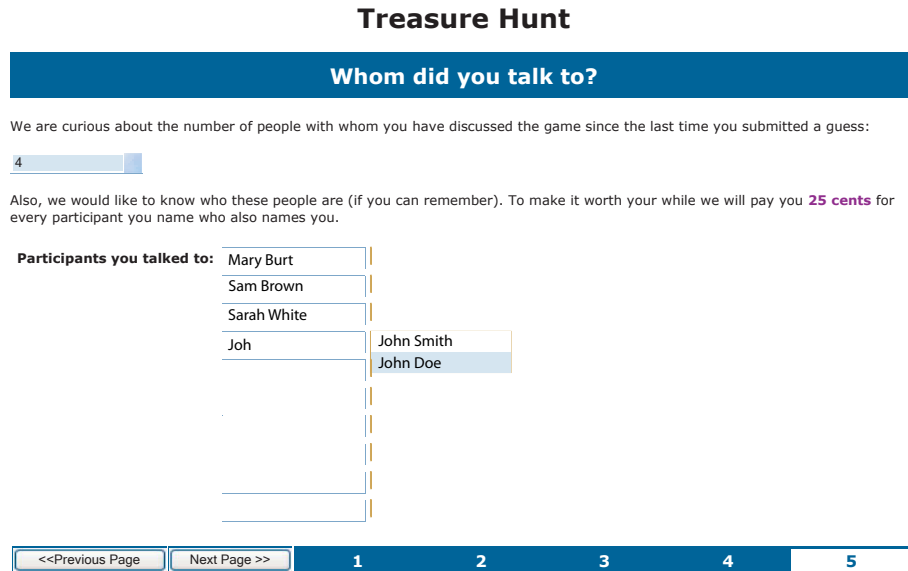 Treasure Hunt
Whom did you talk to?
We are curious about the number of people with whom you have discussed the game since the last time you submitted a guess:
4
Also, we would like to know who these people are (if you can remember). To make it worth your while we will pay you 25 cents for
every participant you name who also names you.
Participants you talked to: Mary Burt
Sam Brown
Sarah White
Joh John Smith
John Doe
<<Previous Page Next Page >> 1 2 3 4 5